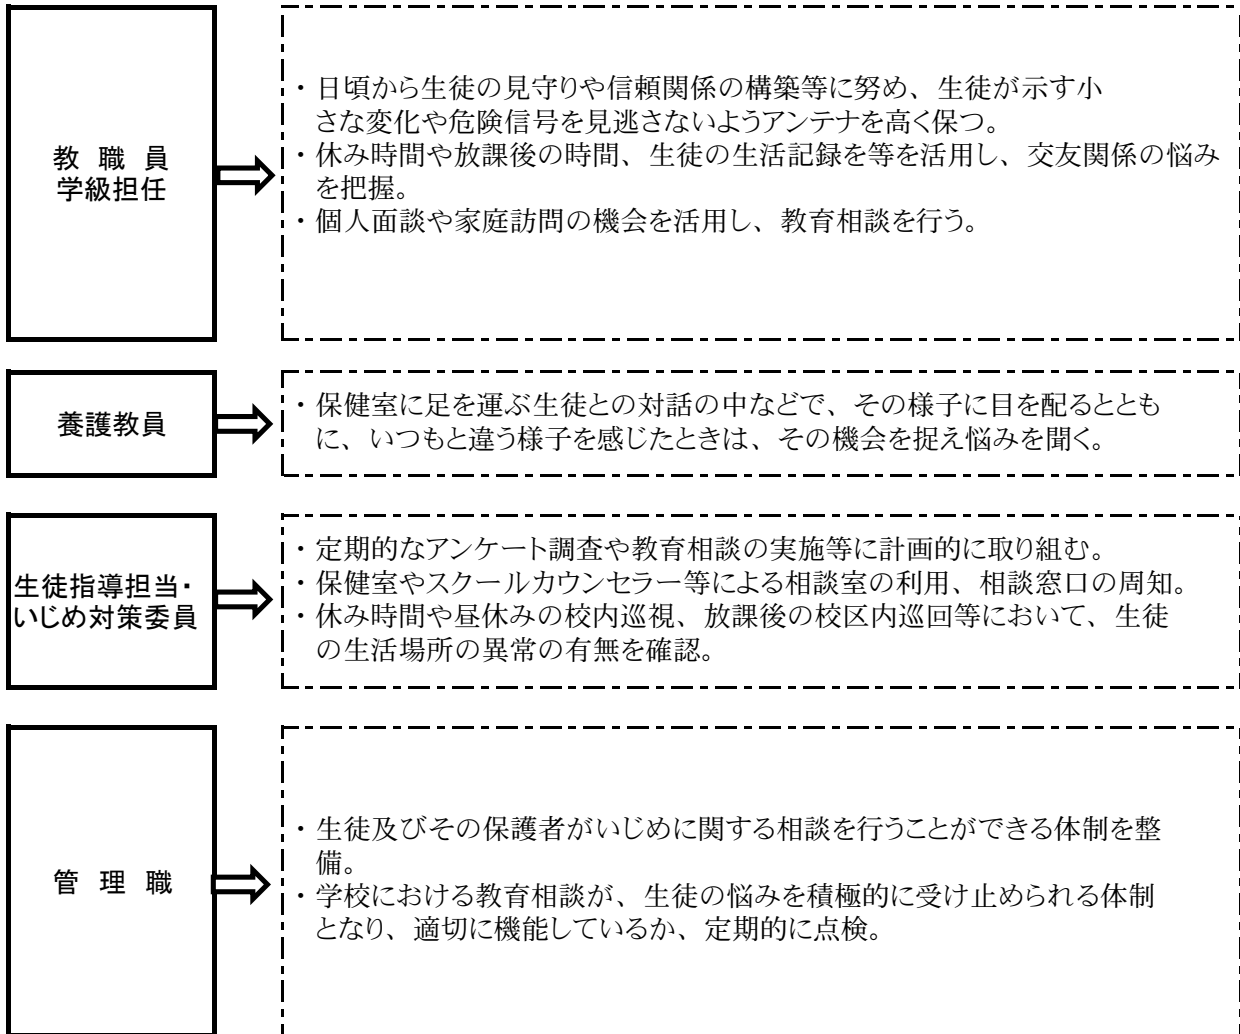 教 職 員
学級担任
・ 日頃から生徒の見守りや信頼関係の構築等に努め、生徒が示す小
さな変化や危険信号を見逃さないようアンテナを高く保つ。
・ 休み時間や放課後の時間、生徒の生活記録を等を活用し、交友関係の悩み
を把握。
・ 個人面談や家庭訪問の機会を活用し、教育相談を行う。
養護教員
・ 保健室に足を運ぶ生徒との対話の中などで、その様子に目を配るととも
に、いつもと違う様子を感じたときは、その機会を捉え悩みを聞く。
生徒指導担当・
いじめ対策委員
・ 定期的なアンケート調査や教育相談の実施等に計画的に取り組む。
・ 保健室やスクールカウンセラー等による相談室の利用、相談窓口の周知。
・ 休み時間や昼休みの校内巡視、放課後の校区内巡回等において、生徒
の生活場所の異常の有無を確認。
管 理 職
・ 生徒及びその保護者がいじめに関する相談を行うことができる体制を整
備。
・ 学校における教育相談が、生徒の悩みを積極的に受け止められる体制
となり、適切に機能しているか、定期的に点検。